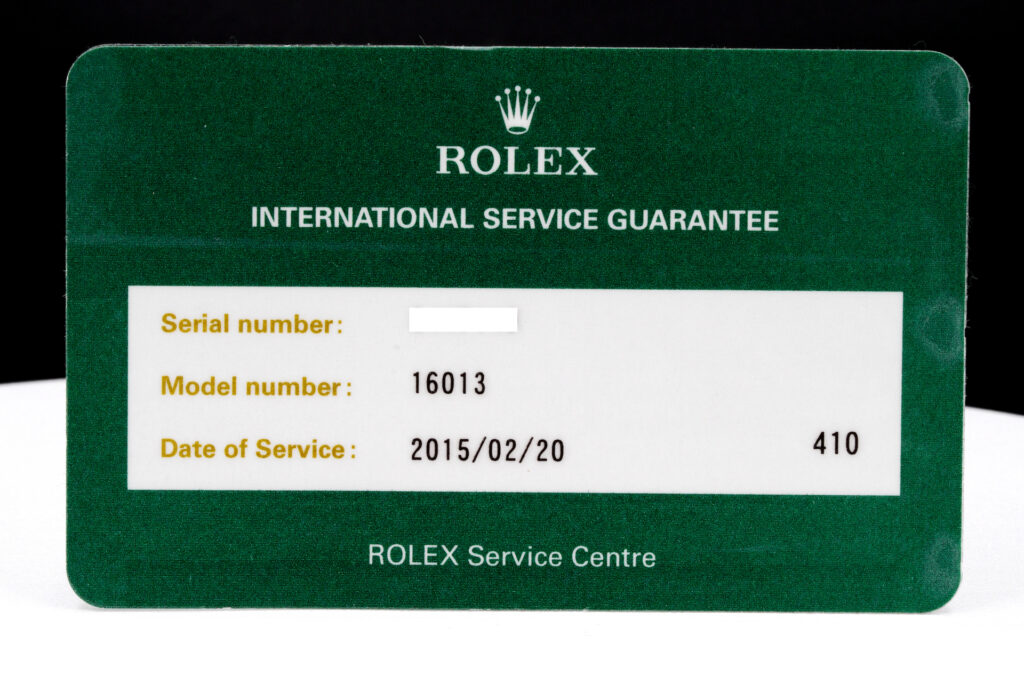 ROLEX
INTERNATIONAL SERVICE GUARANTEE
Serial number:
Model number: 16013
Date of Service: 2015/02/20 410
ROLEX Service Centre